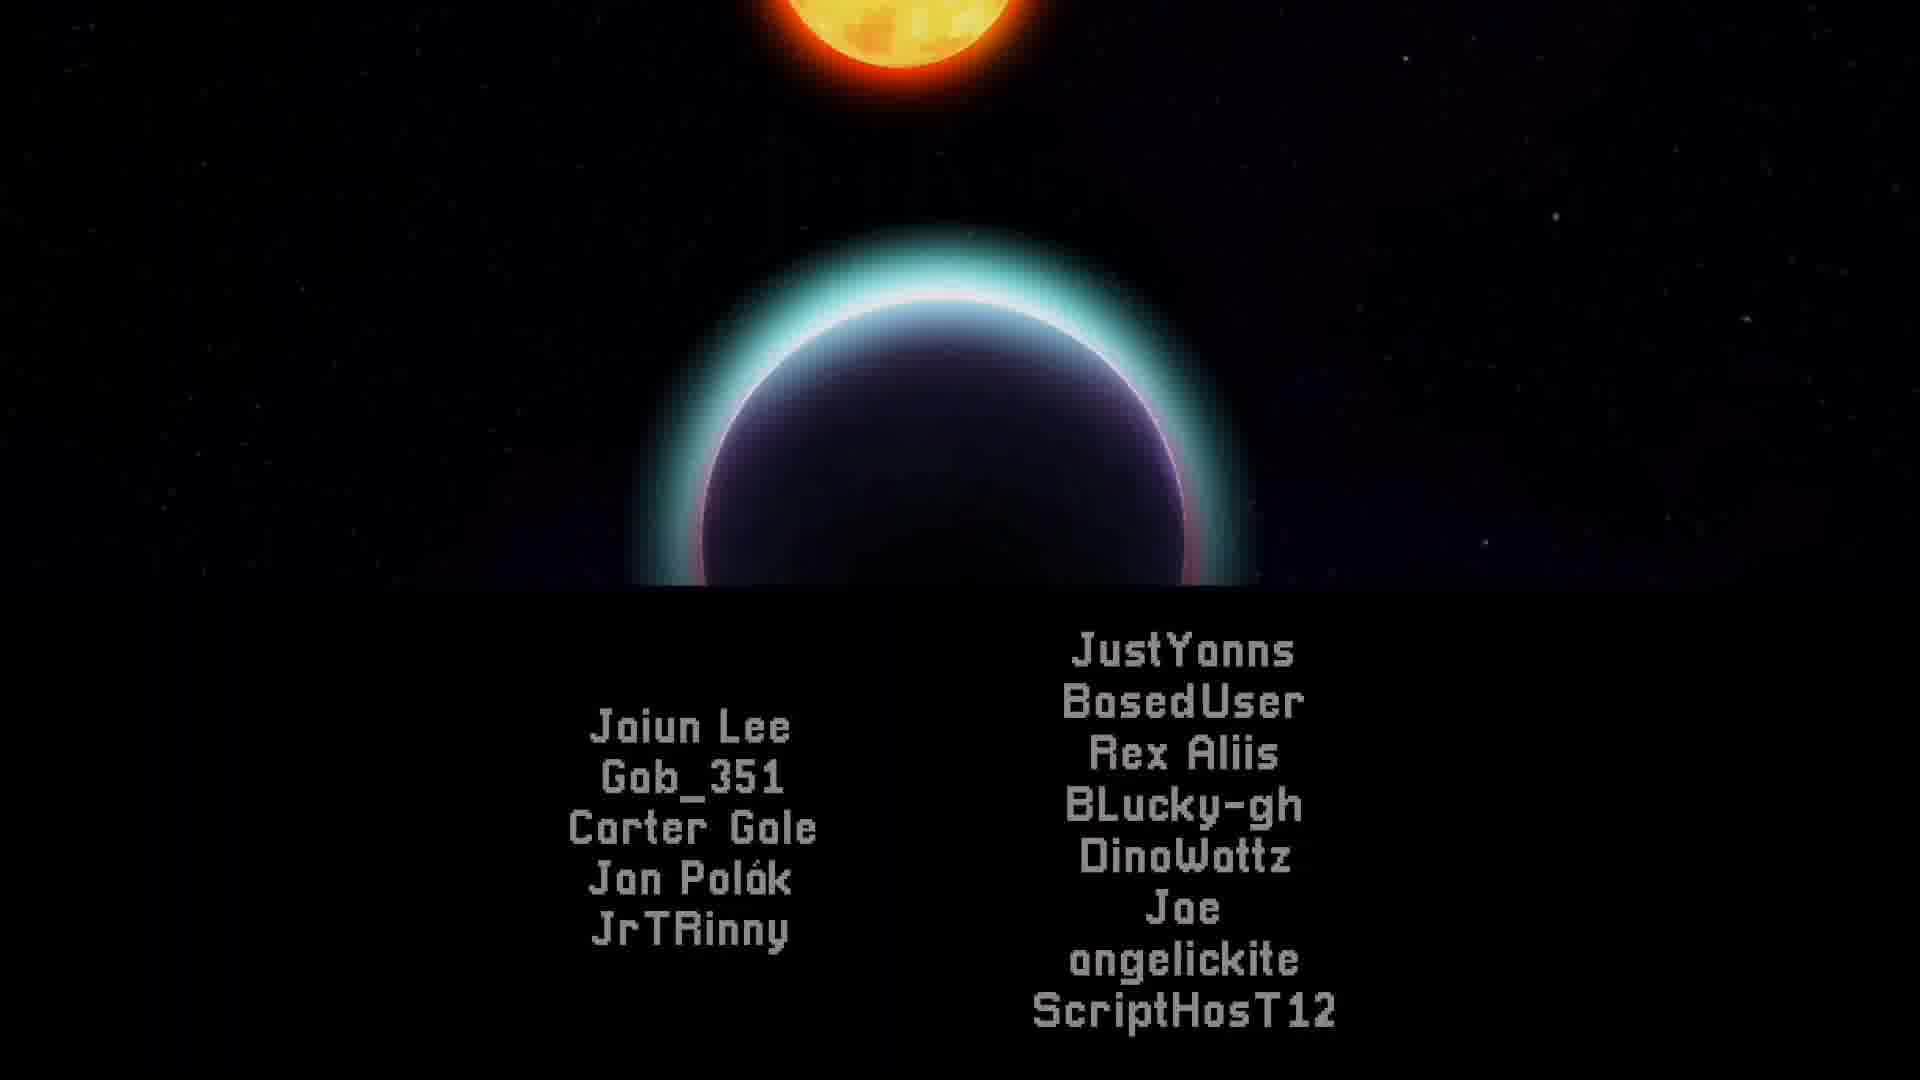 Jaiun Lee
Gab_351
Carter Gale
Jan Polák
JrTRinny
JustYanns
BasedUser
Rex Aliis
BLucky-gh
DinoWattz
Jae
angelickite
ScriptHosT12